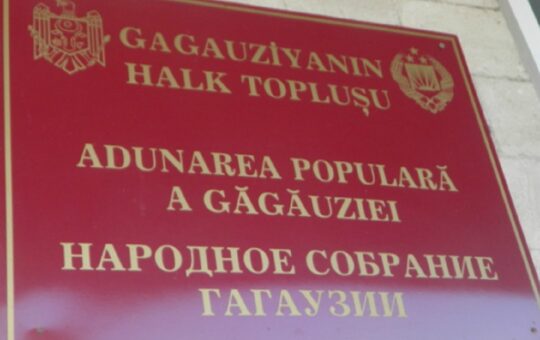 GAGAUZİYANIN
HALK TOPLUŞU
ADUNAREA POPULARĂ
A GĂGĂUZIEI
НАРОДНОЕ СОБРАНИЕ
ГАГАУЗИИ